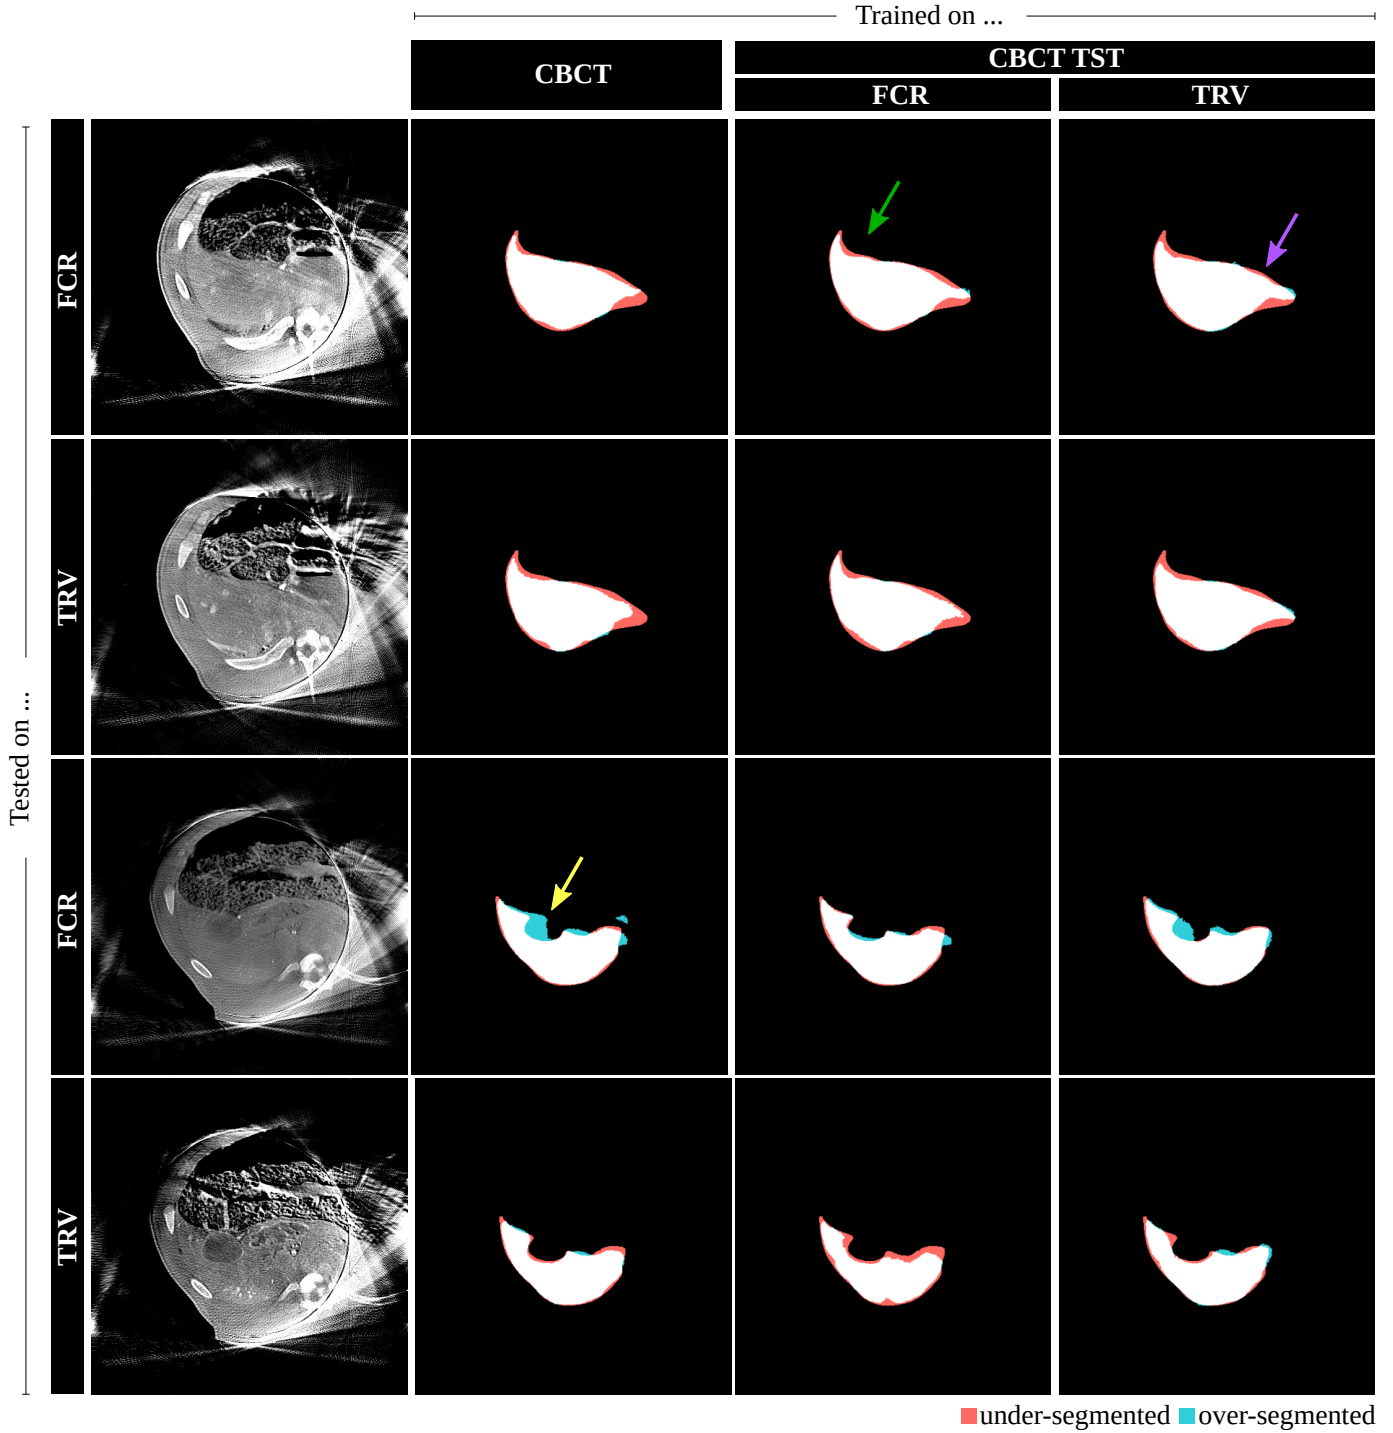 Trained on ...
CBCT
CBCT TST
FCR
TRV
Tested on ...
FCR
TRV
FCR
TRV
under-segmented
over-segmented